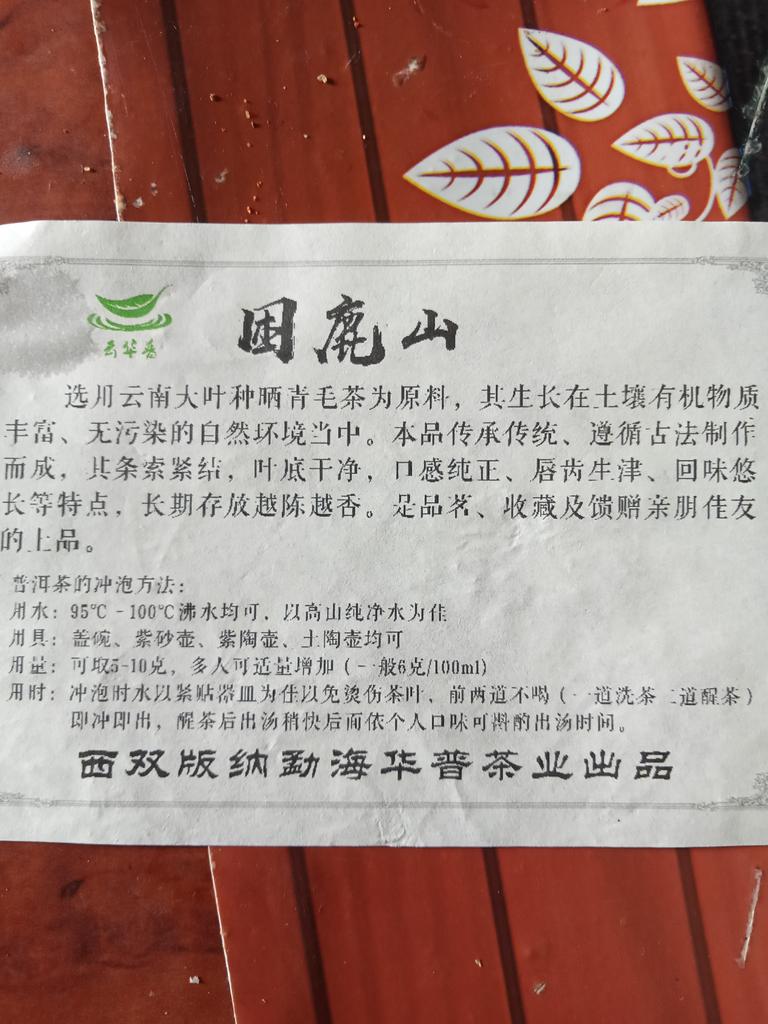 云华普
困鹿山
选用云南大叶种晒青毛茶为原料，其生长在土壤有机物质
丰富、无污染的自然环境当中。本品传承传统、遵循古法制作
而成，其条索紧结，叶底干净，口感纯正、唇齿生津、回味悠
长等特点，长期存放越陈越香。是品茗、收藏及馈赠亲朋佳友
的上品。
普洱茶的冲泡方法：
用水：95℃-100℃沸水均可，以高山纯净水为佳
用具：盖碗、紫砂壶、紫陶壶、土陶壶均可
用量：可取5-10克，多人可适量增加（一般6克/100ml）
用时：冲泡时水以紧贴器皿为佳以免烫伤茶叶，前两道不喝（一道洗茶 二道醒茶）
即冲即出，醒茶后出汤稍快后面依个人口味可斟酌出汤时间。
西双版纳勐海华普茶业出品